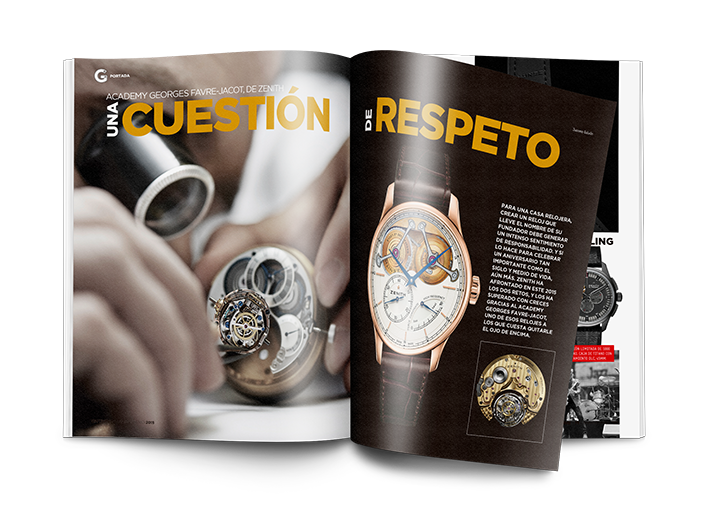 G PORTADA
ACADEMY GEORGES FAVRE-JACOT, DE ZENITH
UNA CUESTIÓN
DE RESPETO
PARA UNA CASA RELOJERA,
CREAR UN RELOJ QUE
LLEVE EL NOMBRE DE SU
FUNDADOR DEBE GENERAR
UN INTENSO SENTIMIENTO
DE RESPONSABILIDAD. Y SI
LO HACE PARA CELEBRAR
UN ANIVERSARIO TAN
IMPORTANTE COMO EL
SIGLO Y MEDIO DE VIDA,
AÚN MÁS. ZENITH HA
AFRONTADO EN ESTE 2015
LOS DOS RETOS, Y LOS HA
SUPERADO CON CRECES
GRACIAS AL ACADEMY
GEORGES FAVRE-JACOT,
UNO DE ESOS RELOJES A
LOS QUE CUESTA QUITARLE
EL OJO DE ENCIMA.
ZENITH
LING